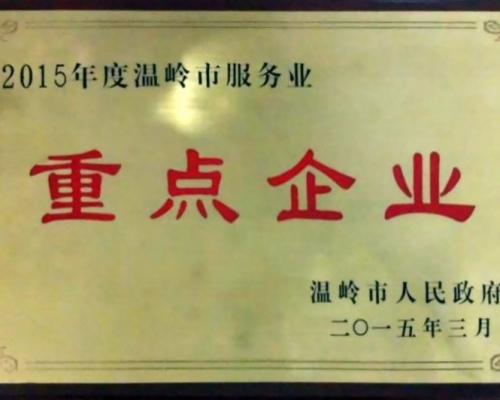 2015年度温岭市服务业
重点企业
温岭市人民政府
二〇一五年三月